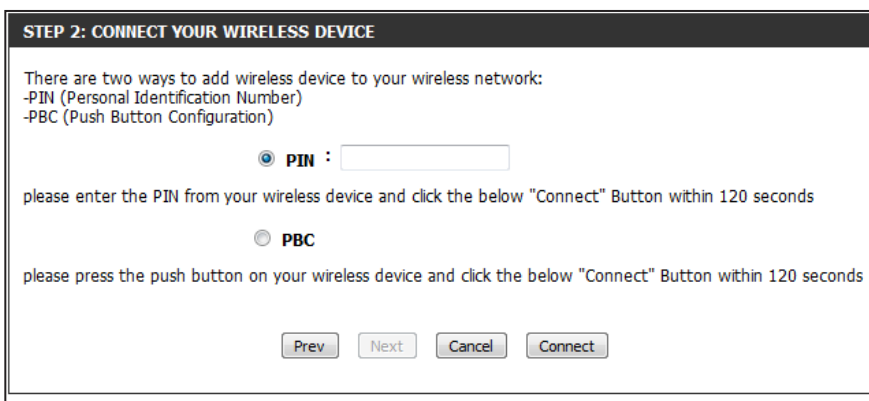 STEP 2: CONNECT YOUR WIRELESS DEVICE
There are two ways to add wireless device to your wireless network:
-PIN (Personal Identification Number)
-PBC (Push Button Configuration)
PIN :
please enter the PIN from your wireless device and click the below "Connect" Button within 120 seconds
PBC
please press the push button on your wireless device and click the below "Connect" Button within 120 seconds
Prev Next Cancel Connect